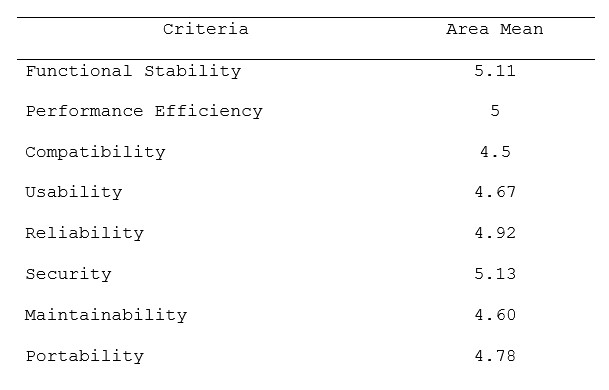 Criteria Area Mean
Functional Stability 5.11
Performance Efficiency 5
Compatibility 4.5
Usability 4.67
Reliability 4.92
Security 5.13
Maintainability 4.60
Portability 4.78